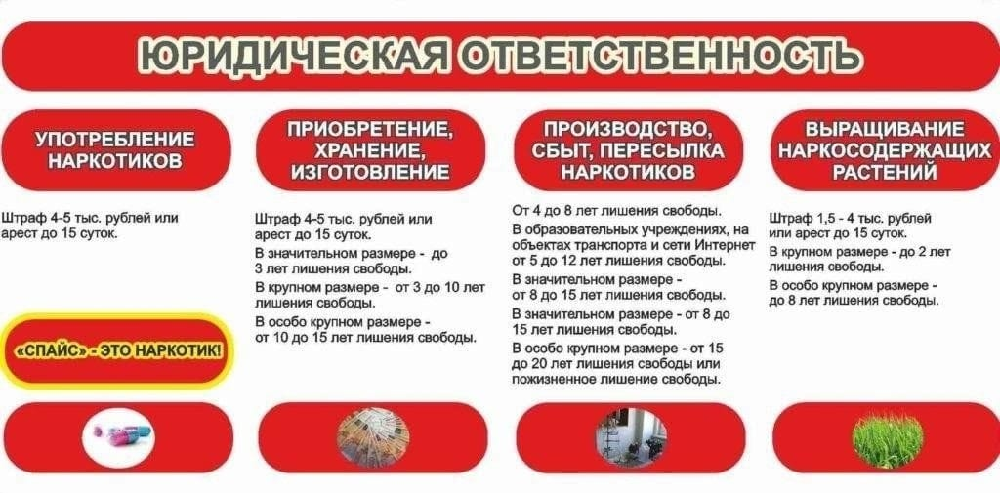 ЮРИДИЧЕСКАЯ ОТВЕТСТВЕННОСТЬ
УПОТРЕБЛЕНИЕ
НАРКОТИКОВ
Штраф 4-5 тыс. рублей или
арест до 15 суток.
«СПАЙС» - ЭТО НАРКОТИК!
ПРИОБРЕТЕНИЕ,
ХРАНЕНИЕ,
ИЗГОТОВЛЕНИЕ
Штраф 4-5 тыс. рублей или
арест до 15 суток.
В значительном размере - до
3 лет лишения свободы.
В крупном размере - от 3 до 10 лет
лишения свободы.
В особо крупном размере -
от 10 до 15 лет лишения свободы.
ПРОИЗВОДСТВО,
СБЫТ, ПЕРЕСЫЛКА
НАРКОТИКОВ
От 4 до 8 лет лишения свободы.
В образовательных учреждениях, на
объектах транспорта и сети Интернет
от 5 до 12 лет лишения свободы.
В значительном размере -
от 8 до 15 лет лишения свободы.
В значительном размере - от 8 до
15 лет лишения свободы.
В особо крупном размере - от 15
до 20 лет лишения свободы или
пожизненное лишение свободы.
ВЫРАЩИВАНИЕ
НАРКОСОДЕРЖАЩИХ
РАСТЕНИЙ
Штраф 1,5 - 4 тыс. рублей
или арест до 15 суток.
В крупном размере - до 2 лет
лишения свободы.
В особо крупном размере -
до 8 лет лишения свободы.